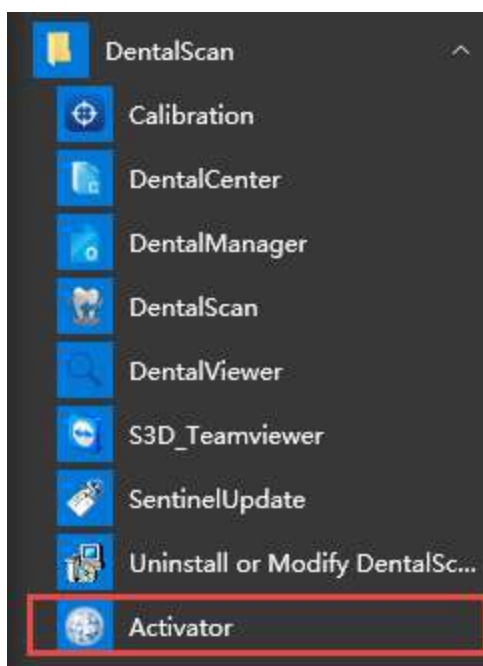 DentalScan
Calibration
DentalCenter
DentalManager
DentalScan
DentalViewer
S3D_Teamviewer
SentinelUpdate
Uninstall or Modify DentalSc...
Activator